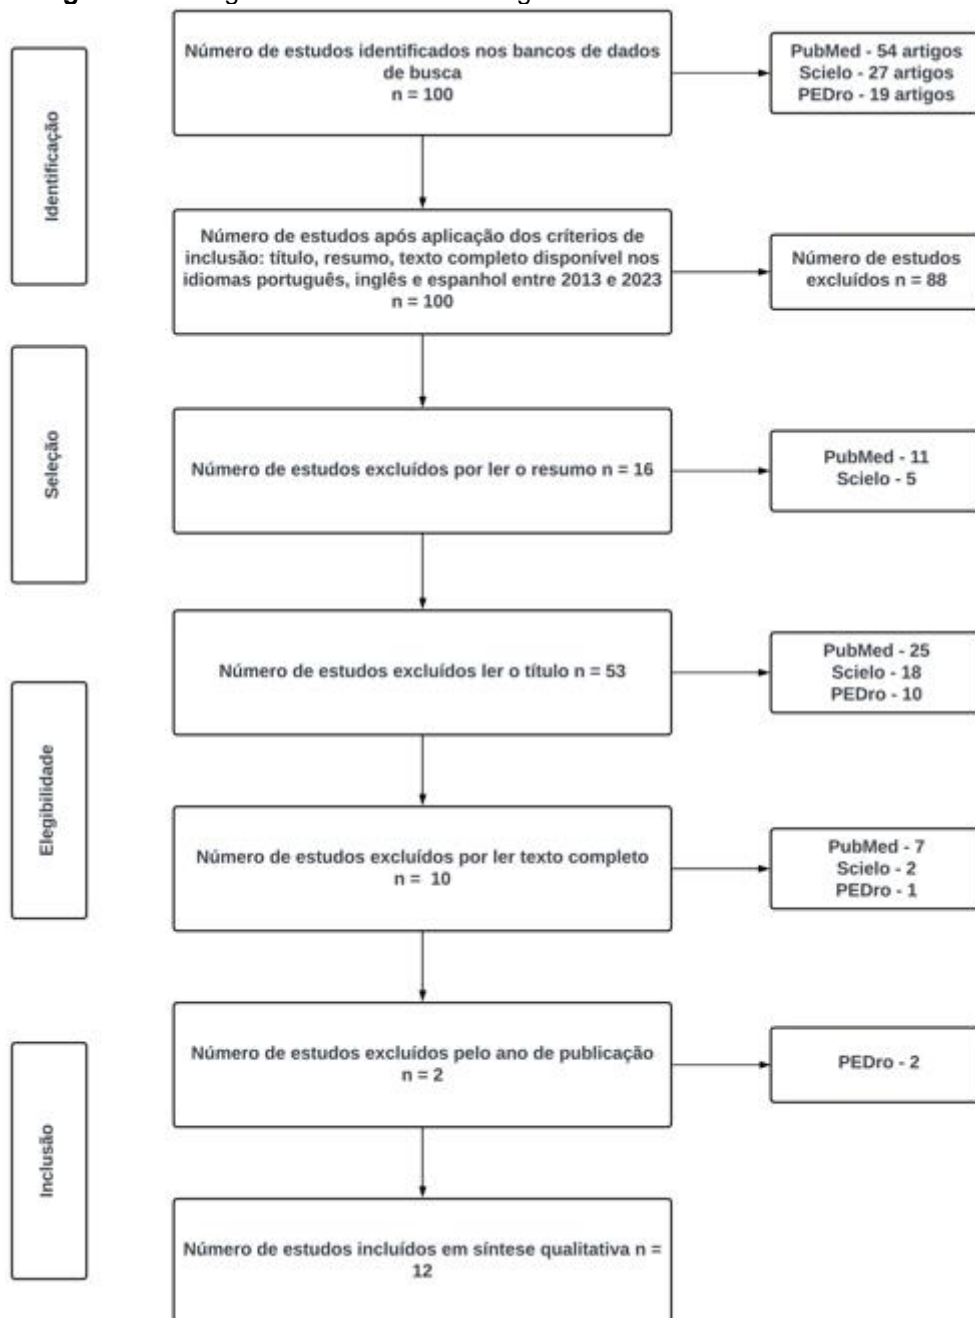 Número de estudos identificados nos bancos de dados
de busca
n = 100
PubMed - 54 artigos
Scielo - 27 artigos
PEDro - 19 artigos
Identificação
Número de estudos após aplicação dos críterios de
inclusão: título, resumo, texto completo disponível nos
idiomas português, inglês e espanhol entre 2013 e 2023
n = 100
Número de estudos
excluídos n = 88
Seleção
Número de estudos excluídos por ler o resumo n = 16
PubMed - 11
Scielo - 5
Número de estudos excluídos ler o título n = 53
PubMed - 25
Scielo - 18
PEDro - 10
Elegibilidade
Número de estudos excluídos por ler texto completo
n = 10
PubMed - 7
Scielo - 2
PEDro - 1
Número de estudos excluídos pelo ano de publicação
n = 2
PEDro - 2
Inclusão
Número de estudos incluídos em síntese qualitativa n =
12